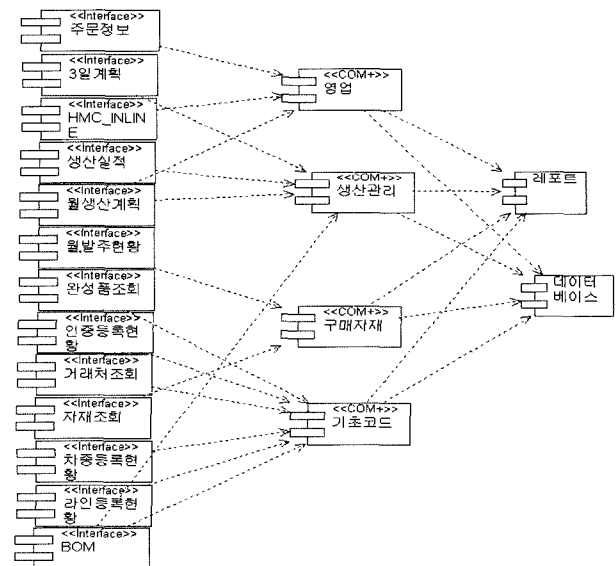 <<Interface>>
주문정보
<<Interface>>
3일계획
<<Interface>>
HMC_INLIN
E
<<Interface>>
생산실적
<<Interface>>
월생산계획
<<Interface>>
월발주현황
<<Interface>>
완성품조회
<<Interface>>
인증등록현
황
<<Interface>>
거래처조회
<<Interface>>
자재조회
<<Interface>>
차종등록현
황
<<Interface>>
라인등록현
황
<<Interface>>
BOM
<<COM+>>
영업
<<COM+>>
생산관리
<<COM+>>
구매자재
<<COM+>>
기초코드
레포트
데이터
베이스